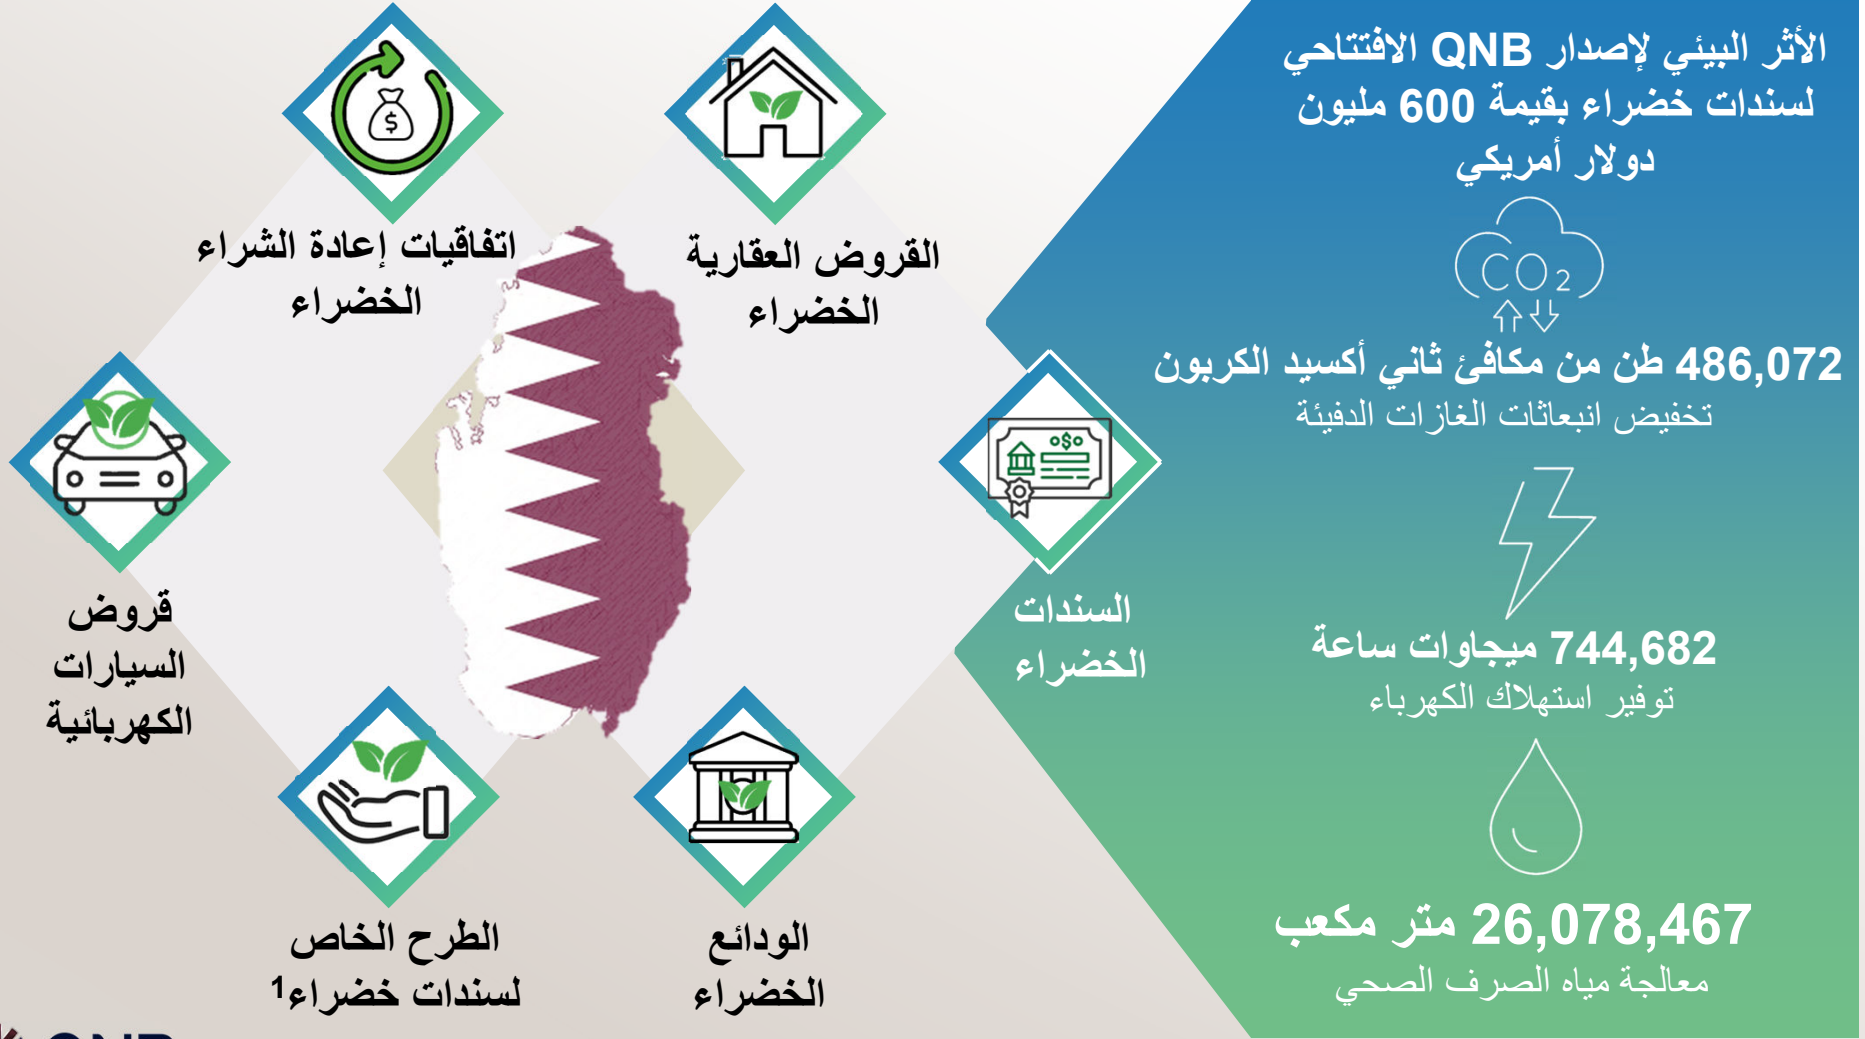 الأثر البيئي لإصدار QNB الافتتاحي
لسندات خضراء بقيمة 600 مليون
دولار أمريكي
CO2
486,072 طن من مكافئ ثاني أكسيد الكربون
تخفيض انبعاثات الغازات الدفيئة
744,682 ميجاوات ساعة
توفير استهلاك الكهرباء
26,078,467 متر مكعب
معالجة مياه الصرف الصحي
القروض العقارية
الخضراء
اتفاقيات إعادة الشراء
الخضراء
السندات
الخضراء
قروض
السيارات
الكهربائية
الودائع
الخضراء
الطرح الخاص
لسندات خضراء1
QNB